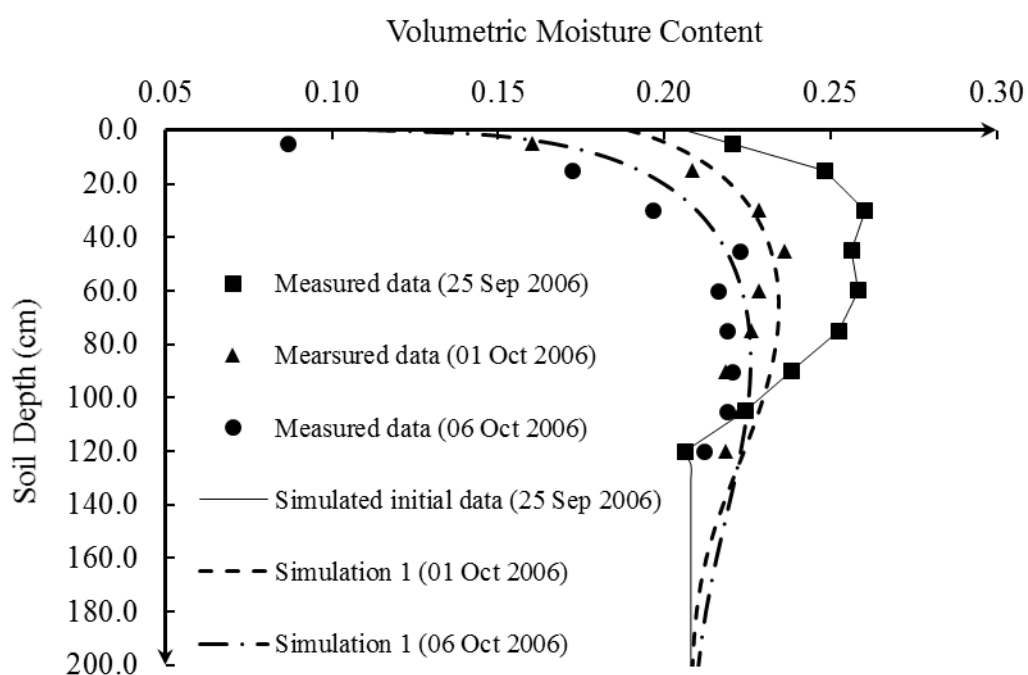 Volumetric Moisture Content
0.05 0.10 0.15 0.20 0.25 0.30
0.0
20.0
40.0
60.0
80.0
100.0
120.0
140.0
160.0
180.0
200.0
Soil Depth (cm)
Measured data (25 Sep 2006)
Mearsured data (01 Oct 2006)
Measured data (06 Oct 2006)
Simulated initial data (25 Sep 2006)
Simulation 1 (01 Oct 2006)
Simulation 1 (06 Oct 2006)